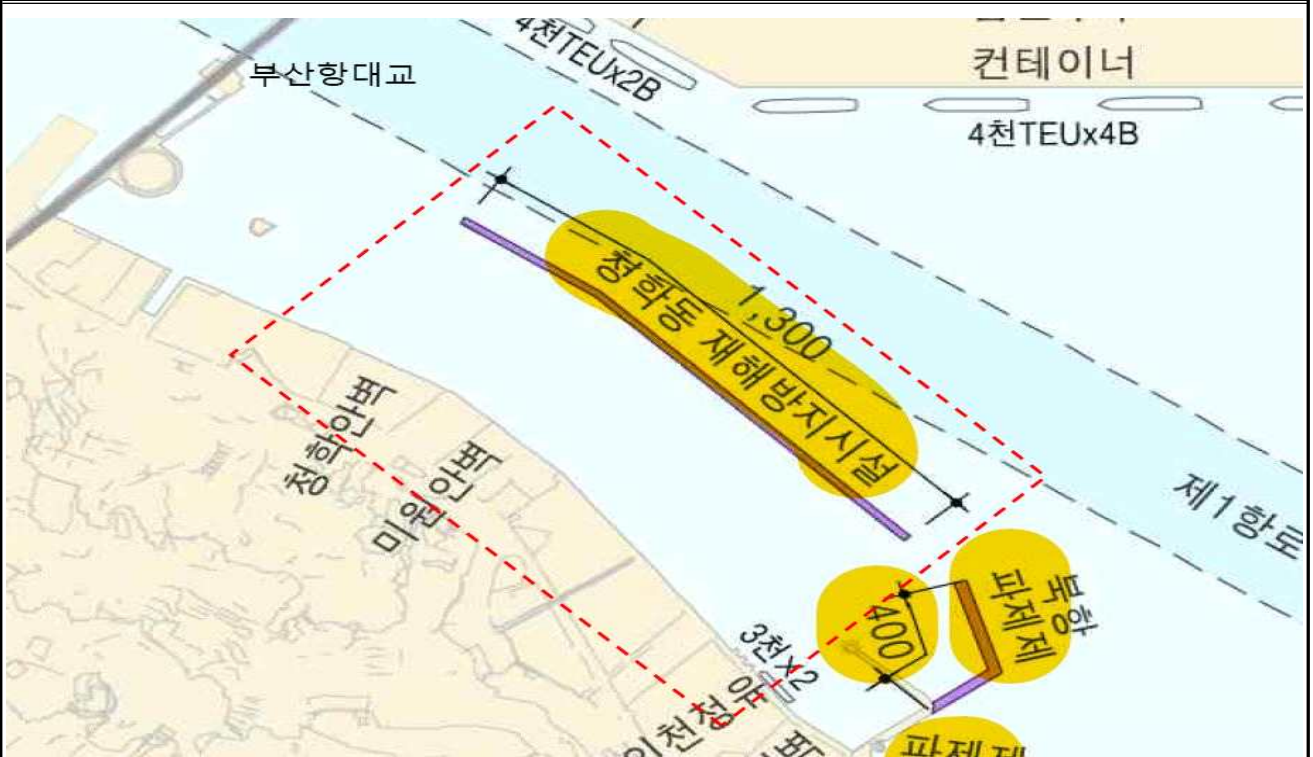 4천TEUx2B
부산항대교
컨테이너
4천TEUx4B
1,300
청학동 재해방지시설
청학안벽
미원안벽
제1항로
북항
파제제
400
3천x2
파제제